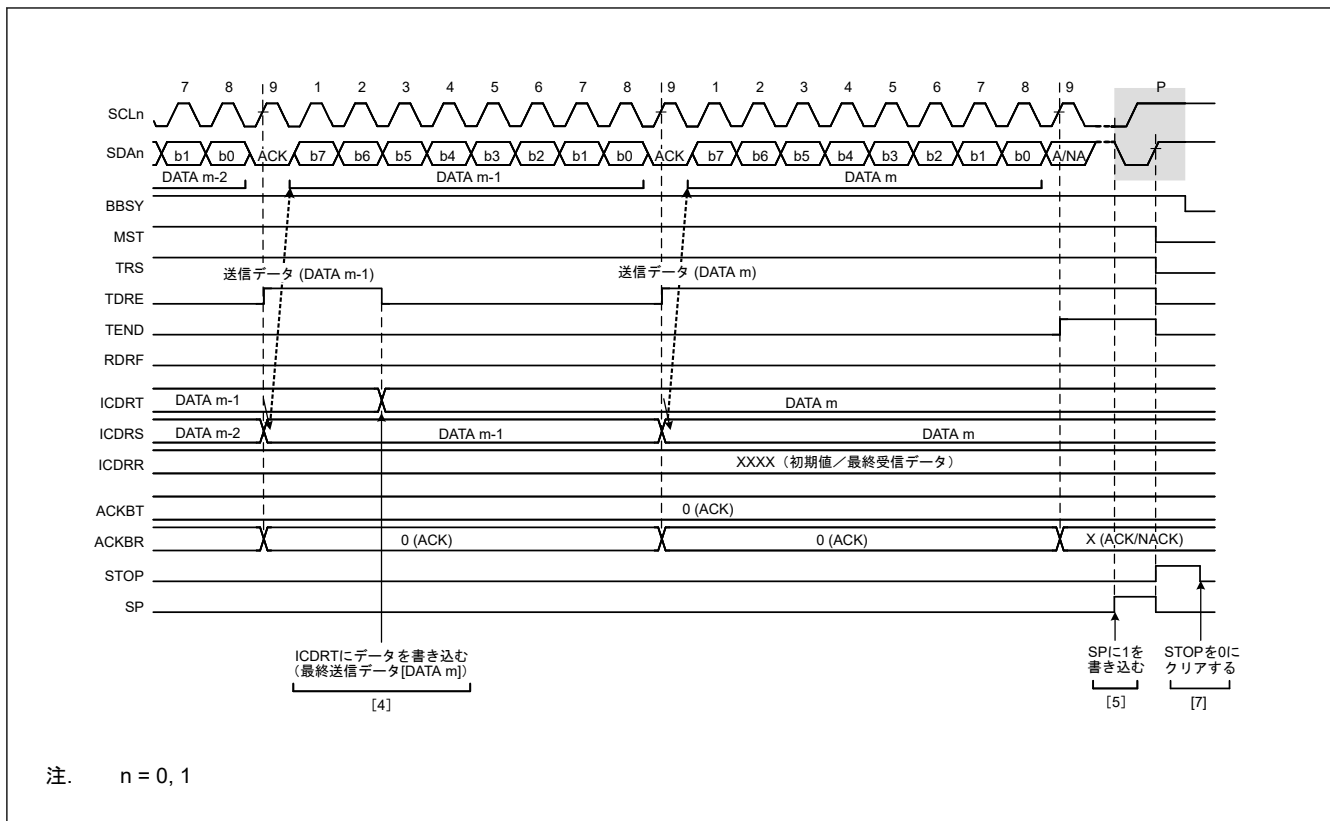 7 8 9 1 2 3 4 5 6 7 8 9 1 2 3 4 5 6 7 8 9 P
SCLn
SDAn b1 b0 ACK b7 b6 b5 b4 b3 b2 b1 b0 ACK b7 b6 b5 b4 b3 b2 b1 b0 A/NA
DATA m-2 DATA m-1 DATA m
BBSY
MST
TRS
送信データ (DATA m-1) 送信データ (DATA m)
TDRE
TEND
RDRF
ICDRT DATA m-1 DATA m
ICDRS DATA m-2 DATA m-1 DATA m
ICDRR XXXX（初期値／最終受信データ）
ACKBT 0 (ACK)
ACKBR 0 (ACK) 0 (ACK) X (ACK/NACK)
STOP
SP
ICDRTにデータを書き込む
（最終送信データ[DATA m]）
[4]
SPに1を
書き込む
[5]
STOPを0に
クリアする
[7]
注. n = 0, 1